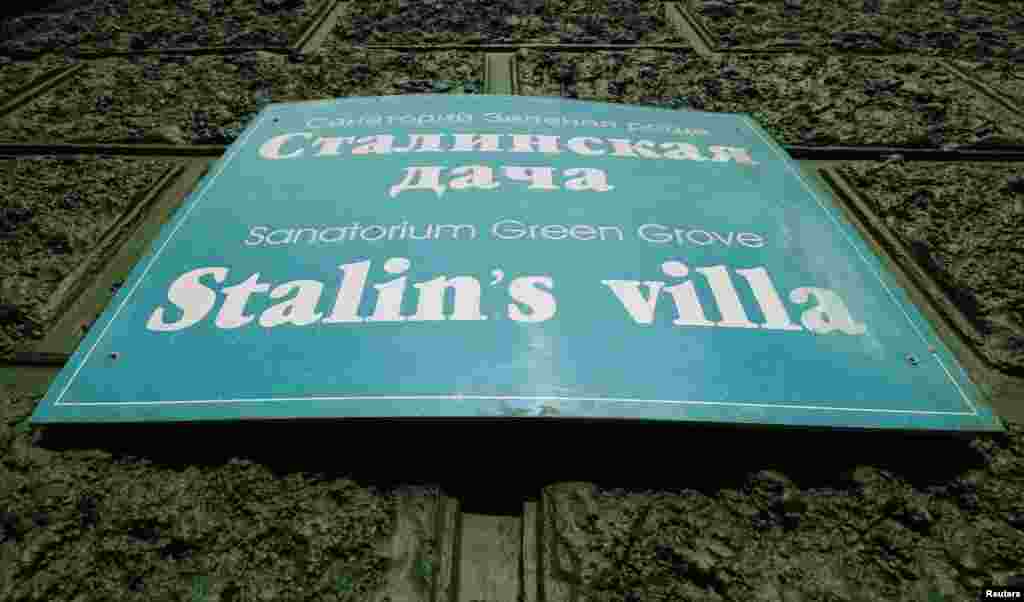 Санаторий Зеленая роща
Сталинская
дача
Sanatorium Green Grove
Stalin's villa
Reuters